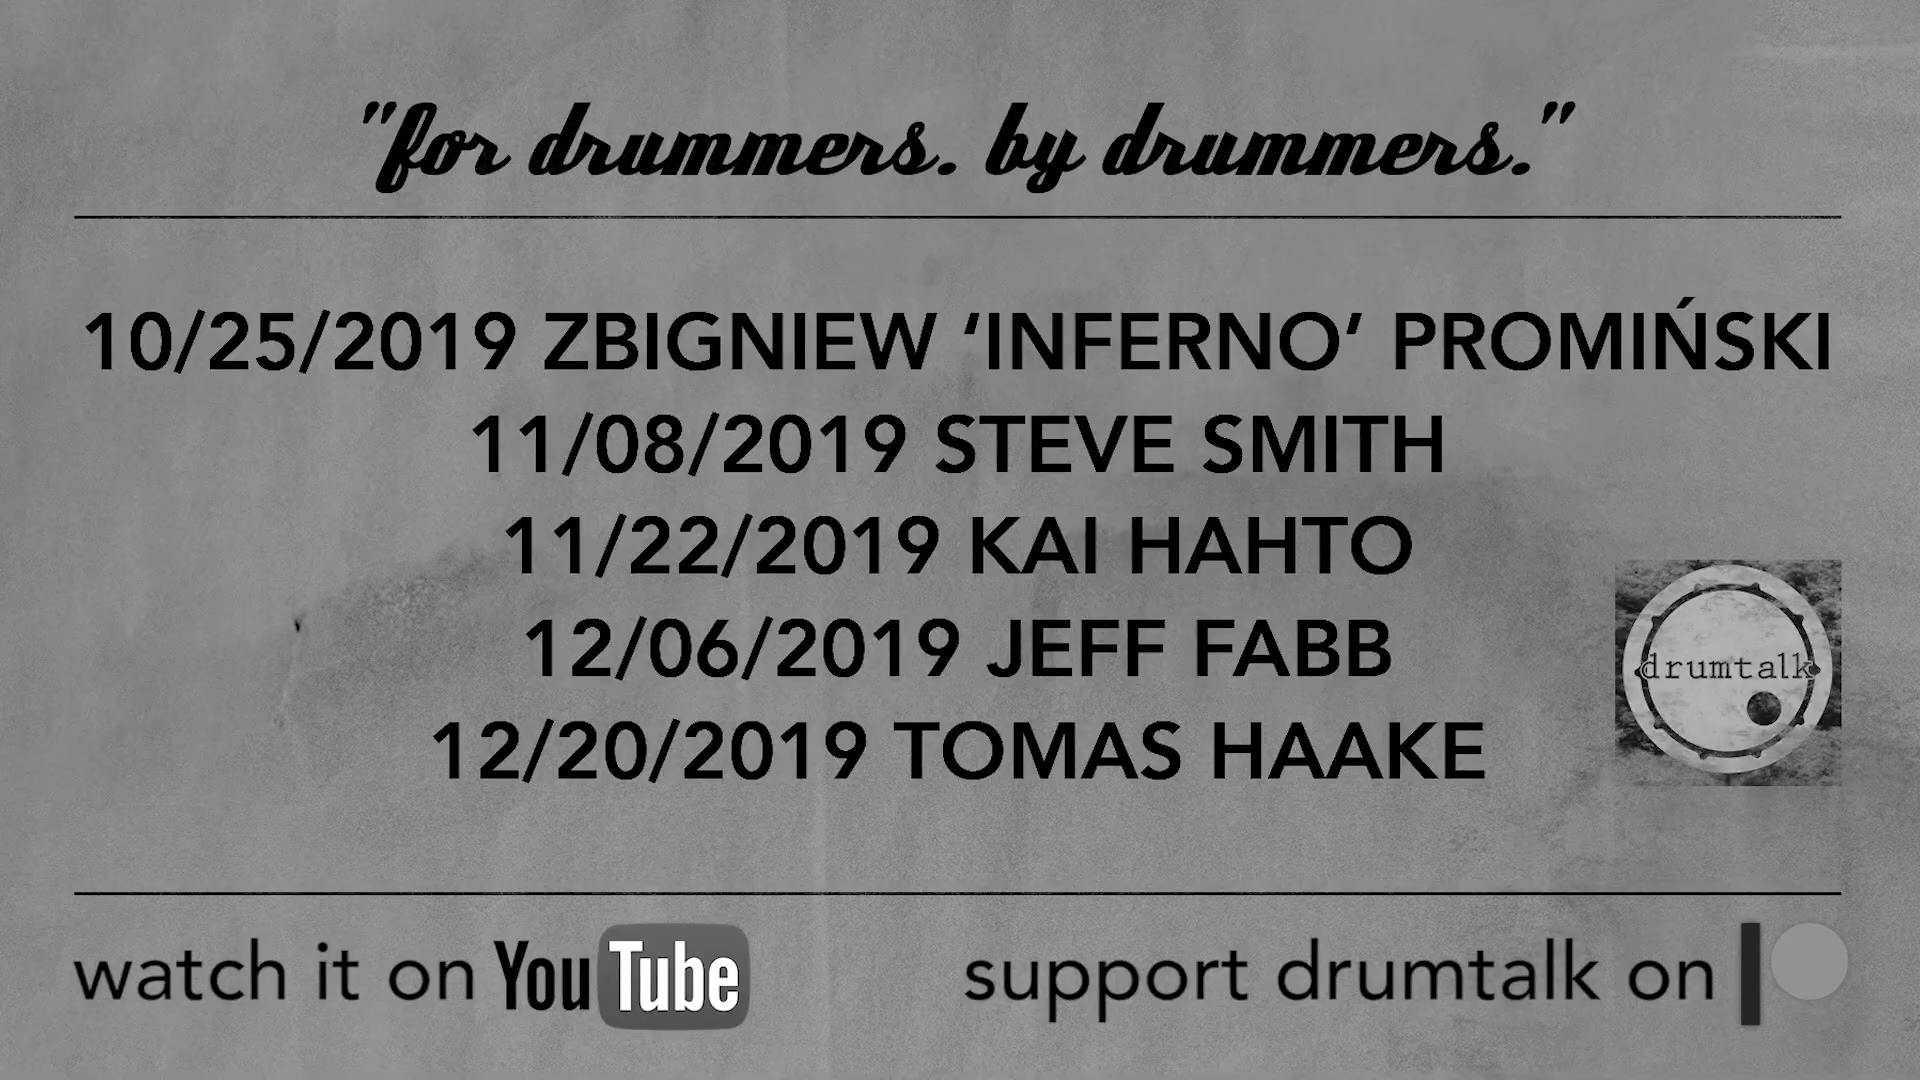 "for drummers. by drummers."
10/25/2019 ZBIGNIEW ‘INFERNO’ PROMIŃSKI
11/08/2019 STEVE SMITH
11/22/2019 KAI HAHTO
12/06/2019 JEFF FABB
12/20/2019 TOMAS HAAKE
drumtalk
watch it on YouTube
support drumtalk on